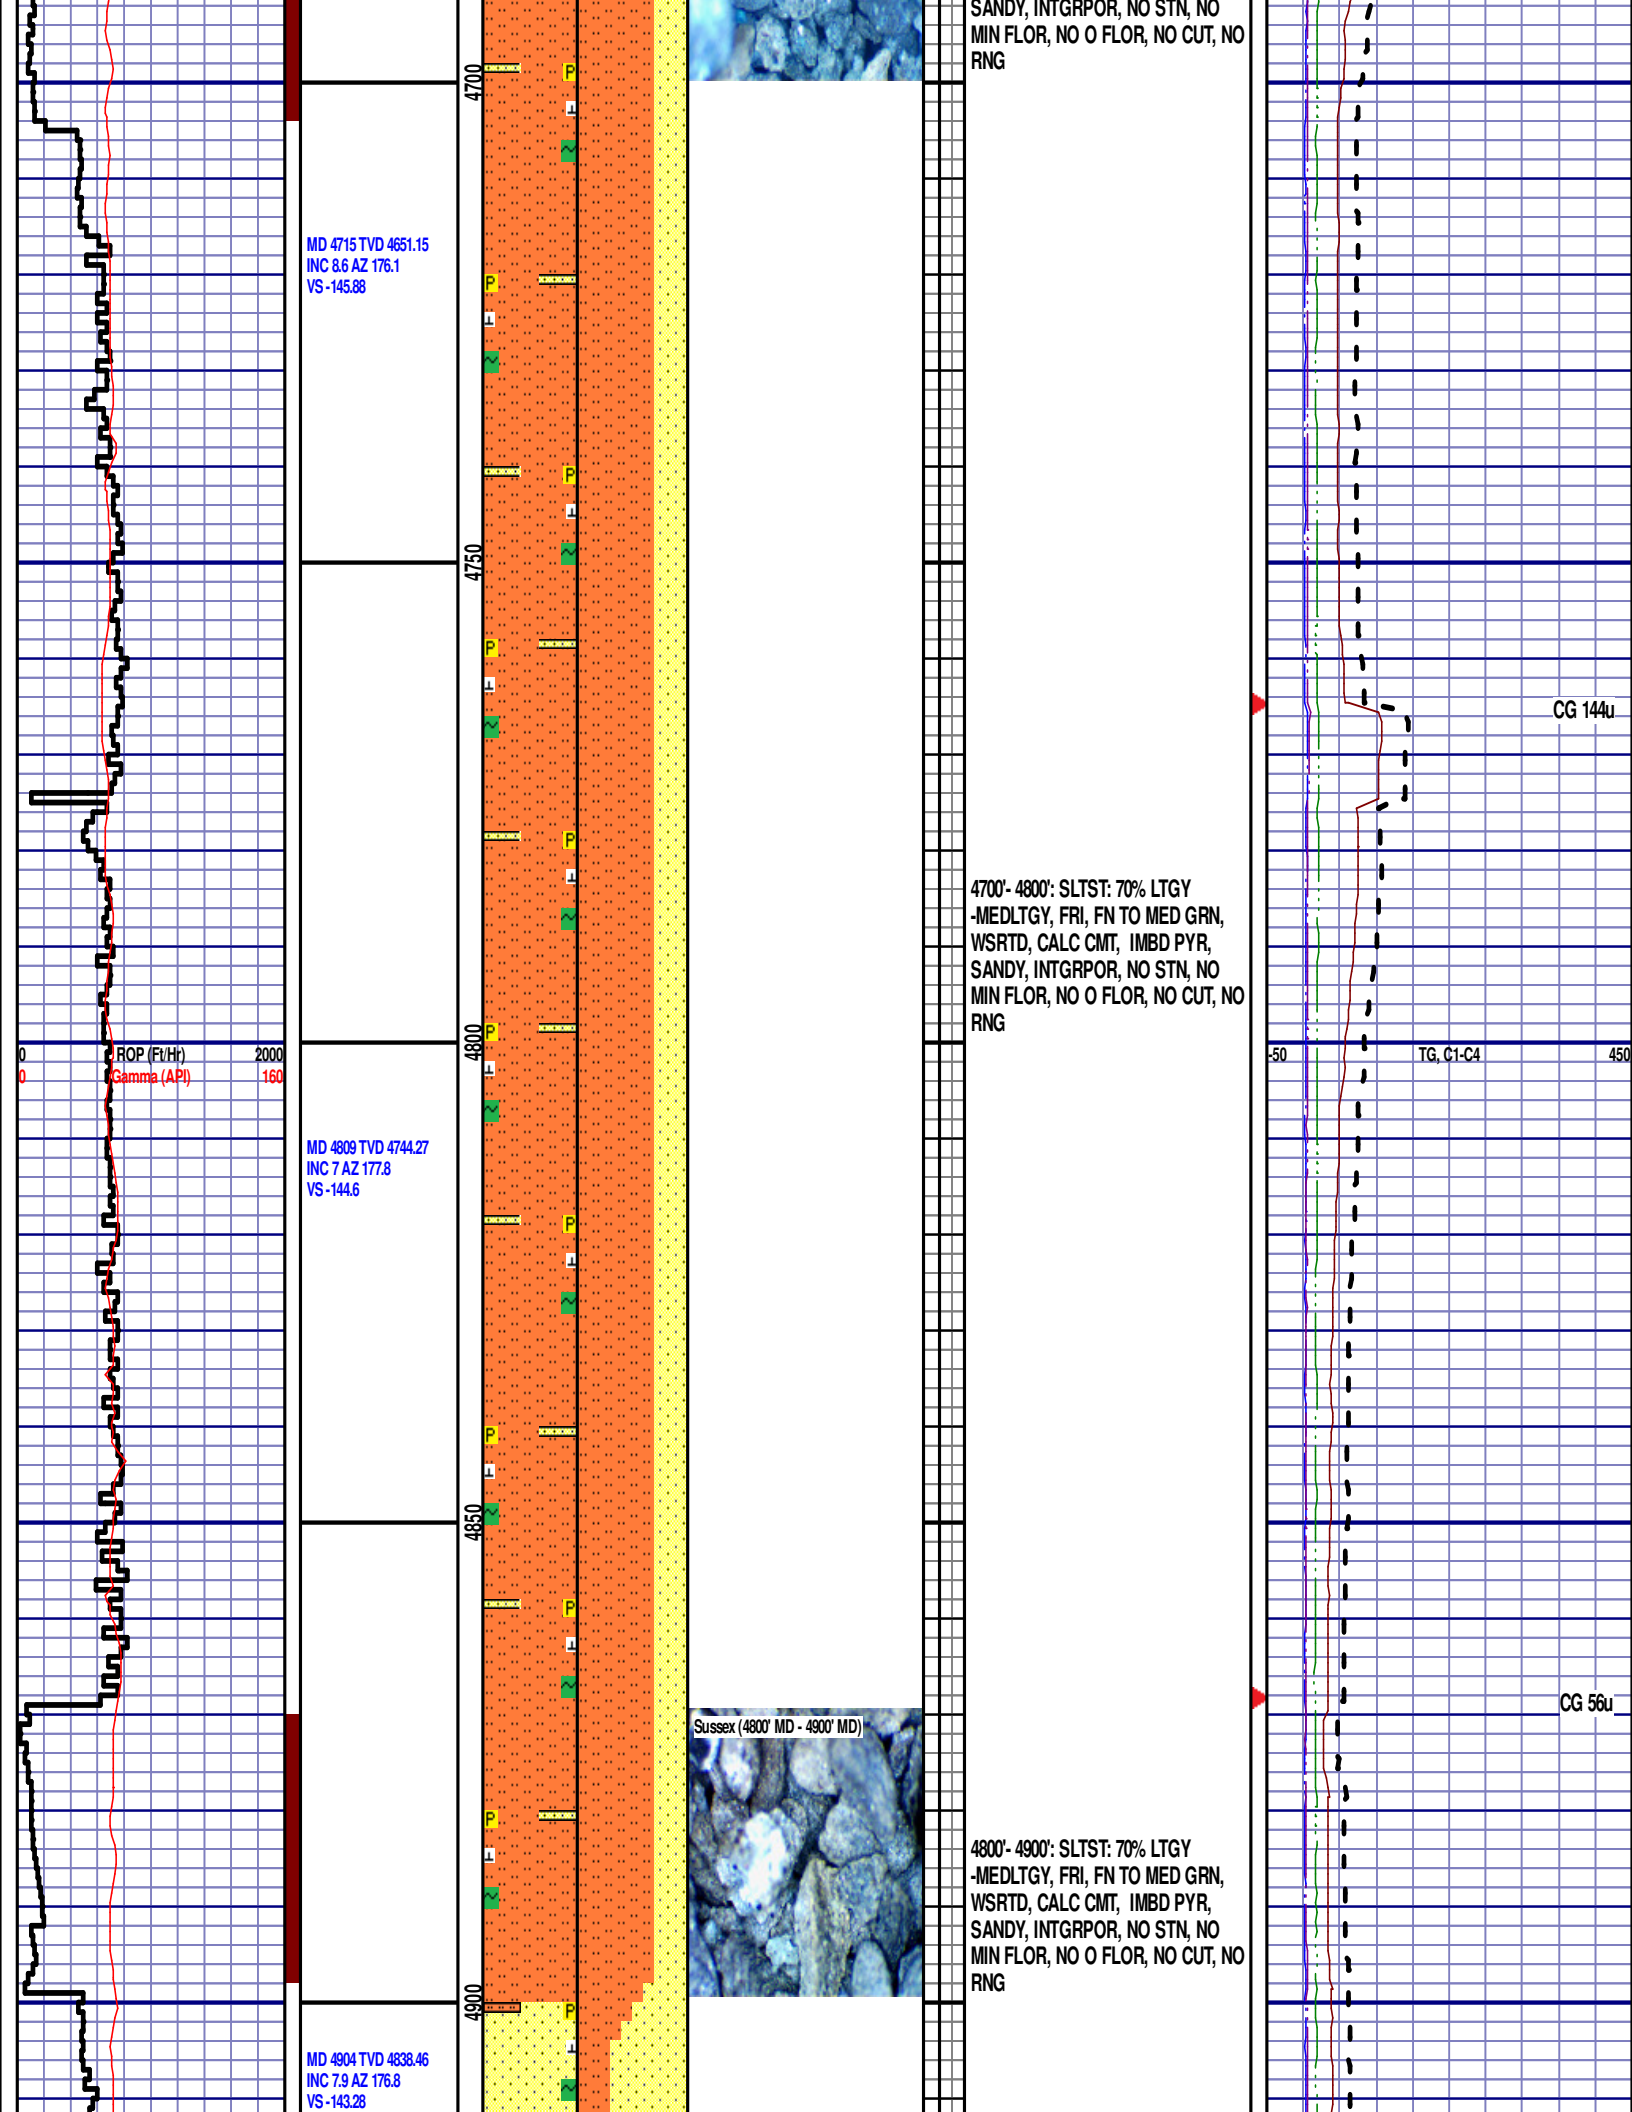 SANDY, INTGRPOR, NO STN, NO
MIN FLOR, NO O FLOR, NO CUT, NO
RNG
4700
P
P
MD 4715 TVD 4651.15
INC 8.6 AZ 176.1
VS -145.88
P
4750
P
CG 144u
P
4700'- 4800': SLTST: 70% LTGY
-MEDLTGY, FRI, FN TO MED GRN,
WSRTD, CALC CMT, IMBD PYR,
SANDY, INTGRPOR, NO STN, NO
MIN FLOR, NO O FLOR, NO CUT, NO
RNG
4800
P
0 ROP (Ft/Hr) 2000
0 Gamma (API) 160
-50 TG, C1-C4 450
MD 4809 TVD 4744.27
INC 7 AZ 177.8
VS -144.6
P
P
4850
P
CG 56u
Sussex (4800' MD - 4900' MD)
P
4800'- 4900': SLTST: 70% LTGY
-MEDLTGY, FRI, FN TO MED GRN,
WSRTD, CALC CMT, IMBD PYR,
SANDY, INTGRPOR, NO STN, NO
MIN FLOR, NO O FLOR, NO CUT, NO
RNG
4900
P
MD 4904 TVD 4838.46
INC 7.9 AZ 176.8
VS -143.28